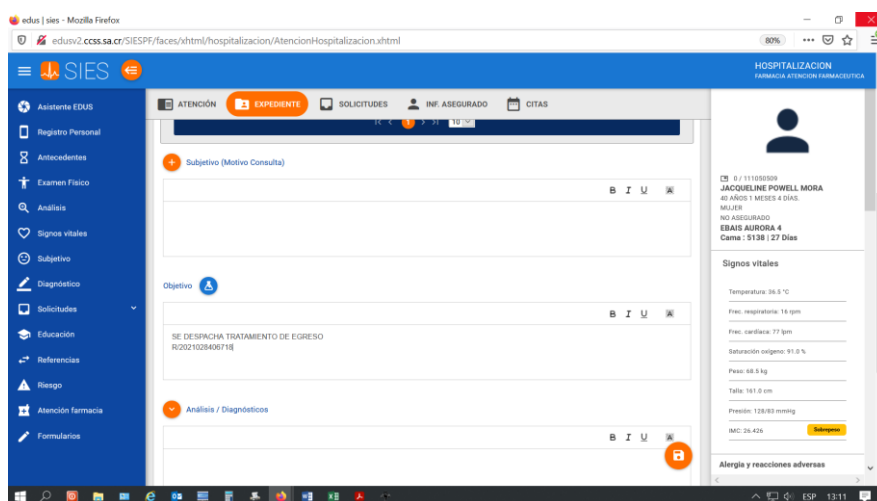 edus | sies - Mozilla Firefox
edusv2.ccss.sa.cr/SIESPF/faces/xhtml/hospitalizacion/AtencionHospitalizacion.xhtml
80%
SIES
HOSPITALIZACION
FARMACIA ATENCION FARMACEUTICA
Asistente EDUS
Registro Personal
Antecedentes
Examen Físico
Análisis
Signos vitales
Subjetivo
Diagnóstico
Solicitudes
Educación
Referencias
Riesgo
Atención farmacia
Formularios
ATENCIÓN
EXPEDIENTE
SOLICITUDES
INF. ASEGURADO
CITAS
1
10
Subjetivo (Motivo Consulta)
B I U A
Objetivo
B I U A
SE DESPACHA TRATAMIENTO DE EGRESO
R/2021028406718
Análisis / Diagnósticos
B I U A
0 / 111050509
JACQUELINE POWELL MORA
40 AÑOS 1 MESES 4 DÍAS.
MUJER
NO ASEGURADO
EBAIS AURORA 4
Cama : 5138 | 27 Días
Signos vitales
Temperatura: 36.5 °C
Frec. respiratoria: 16 rpm
Frec. cardíaca: 77 lpm
Saturación oxígeno: 91.0 %
Peso: 68.5 kg
Talla: 161.0 cm
Presión: 128/83 mmHg
IMC: 26.426
Sobrepeso
Alergia y reacciones adversas
ESP 13:11